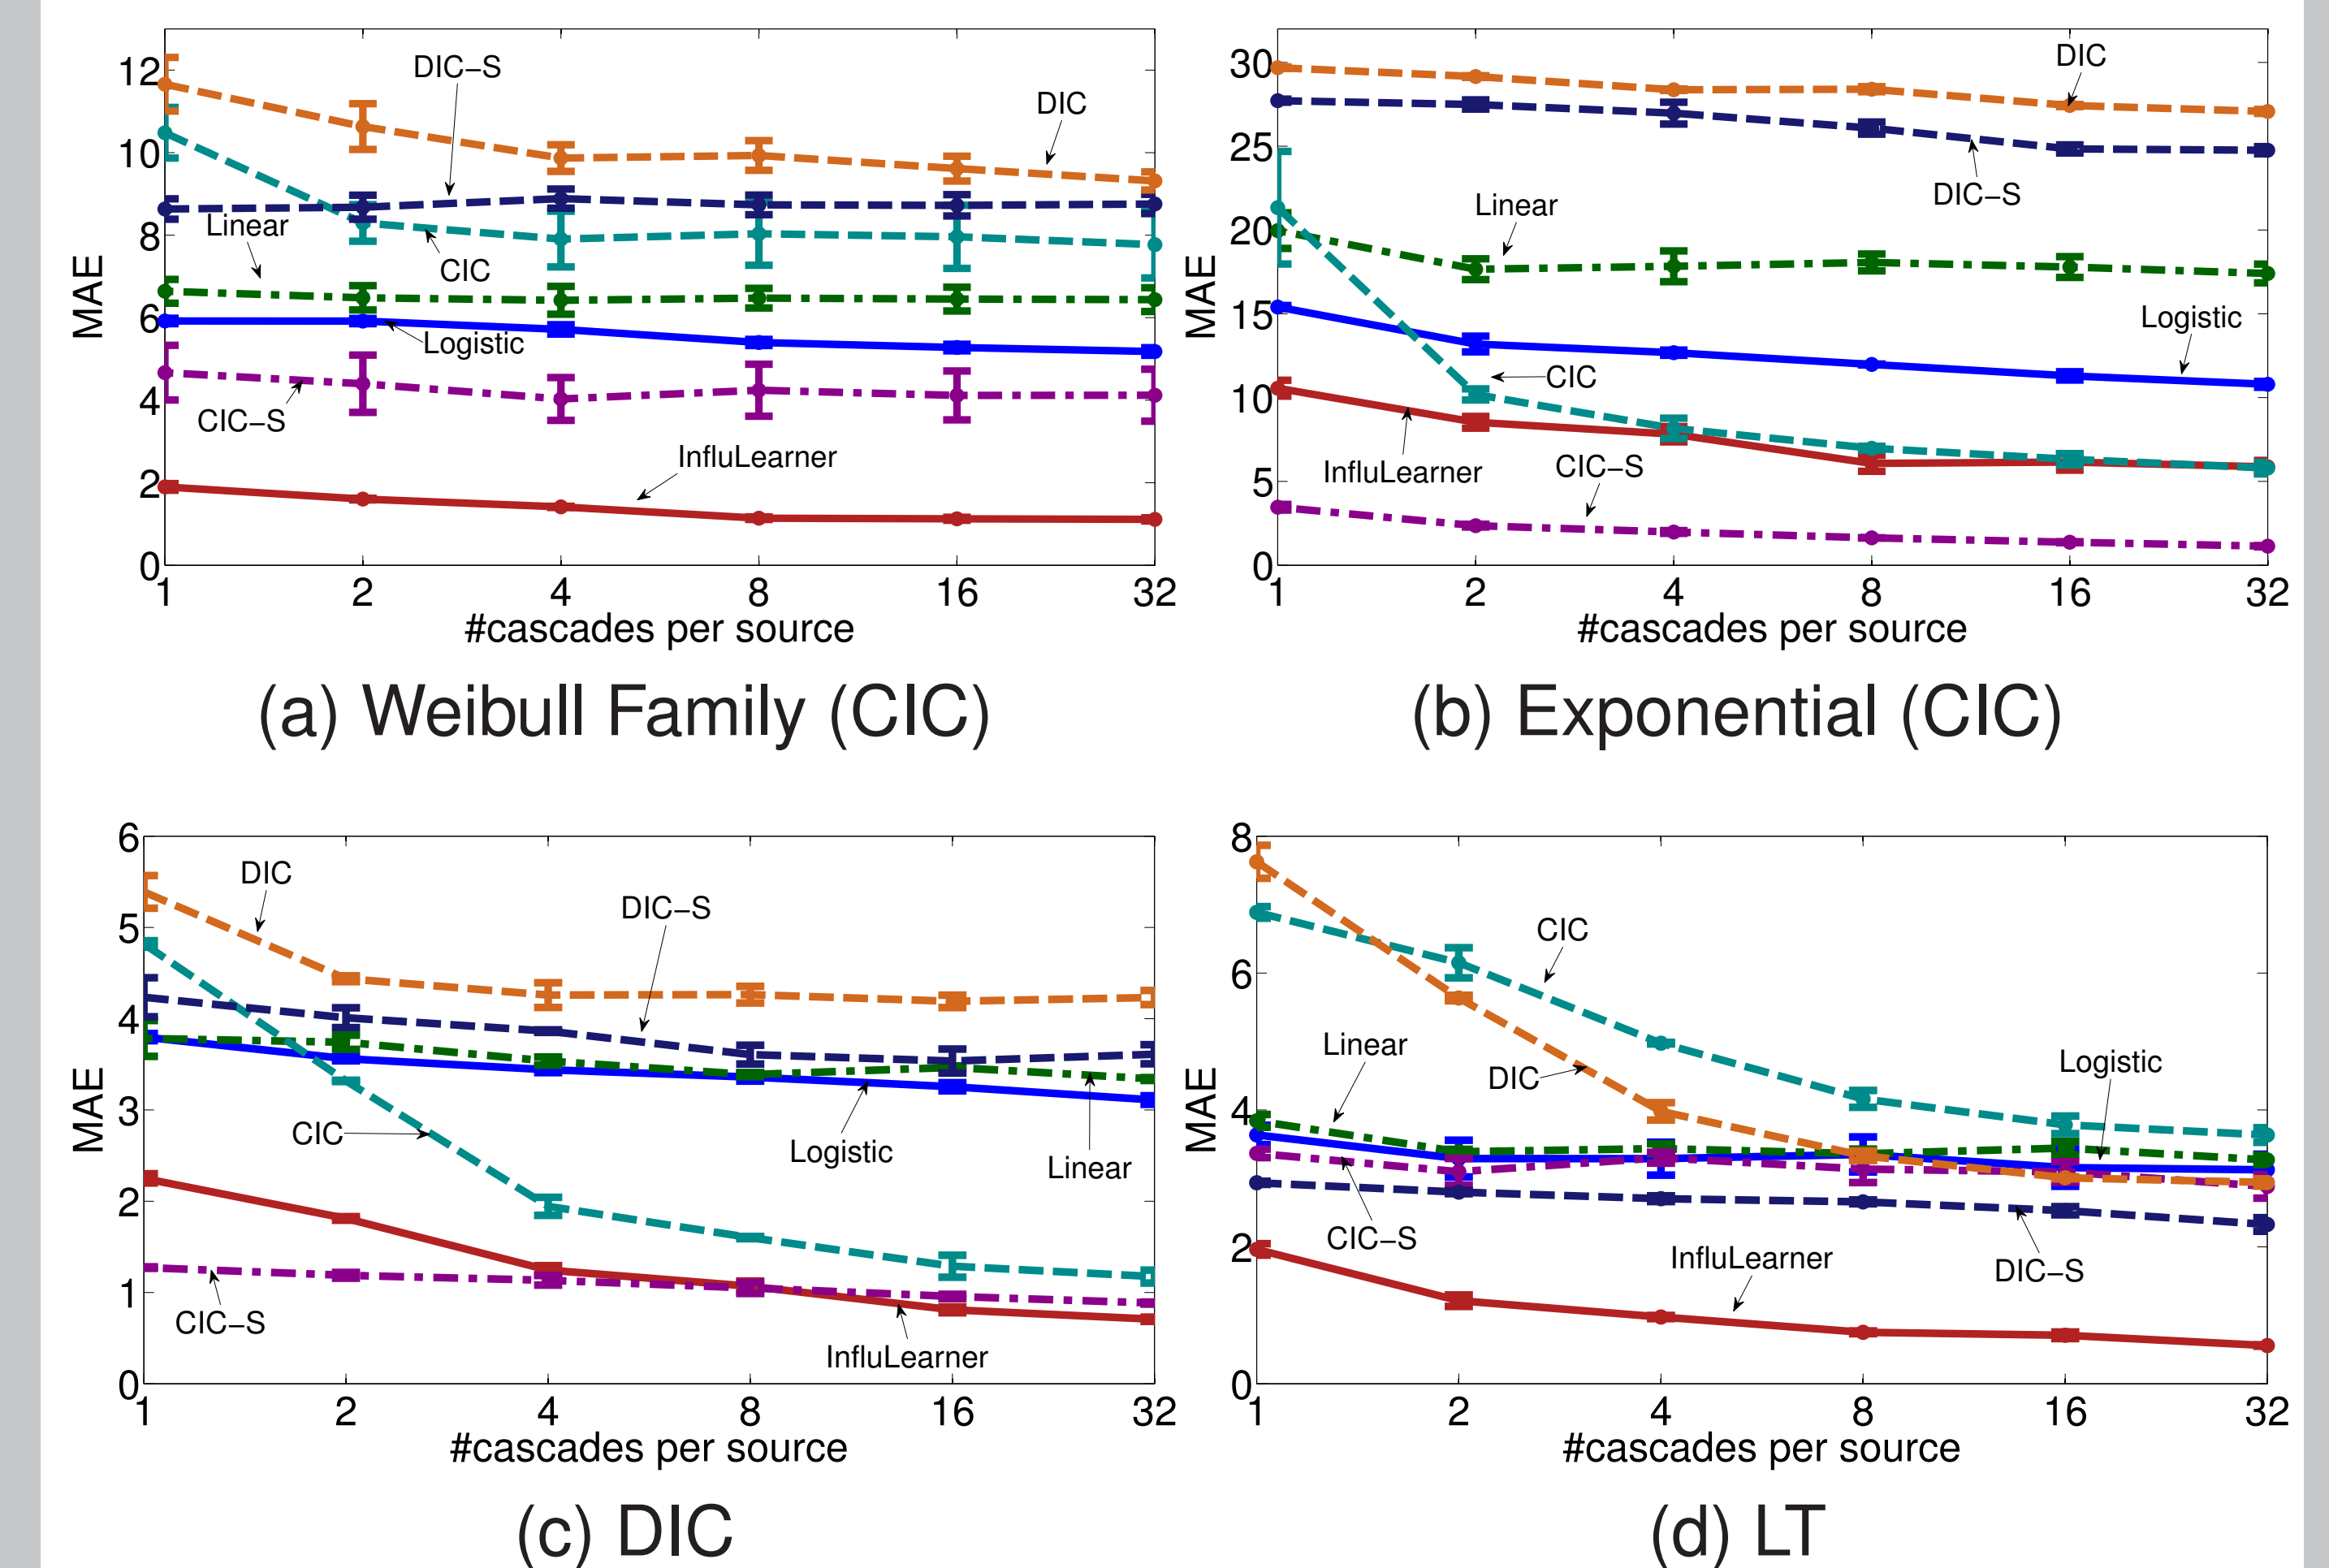 12
10
8
6
4
2
0
MAE
DIC–S
DIC
Linear
CIC
Logistic
CIC–S
InfluLearner
1 2 4 8 16 32
#cascades per source
(a) Weibull Family (CIC)
30
25
20
15
10
5
0
MAE
DIC
DIC–S
Linear
Logistic
CIC
InfluLearner
CIC–S
1 2 4 8 16 32
#cascades per source
(b) Exponential (CIC)
6
5
4
3
2
1
0
MAE
DIC
DIC–S
CIC
Logistic
Linear
CIC–S
InfluLearner
1 2 4 8 16 32
#cascades per source
(c) DIC
8
6
4
2
0
MAE
CIC
Linear
DIC
Logistic
CIC–S
InfluLearner
DIC–S
1 2 4 8 16 32
#cascades per source
(d) LT